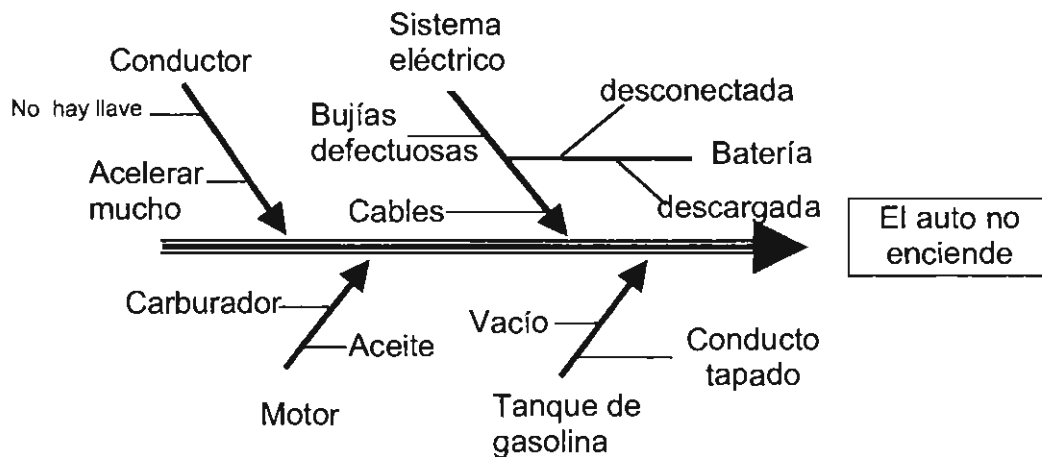 Conductor
No hay llave
Acelerar
mucho
Sistema
eléctrico
Bujías
defectuosas
Cables
desconectada
Batería
descargada
El auto no
enciende
Carburador
Aceite
Motor
Vacío
Conducto
tapado
Tanque de
gasolina